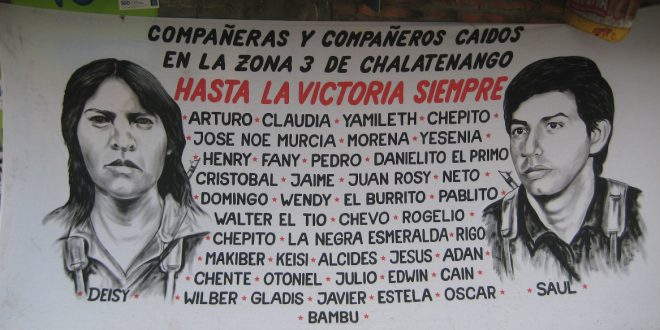 COMPAÑERAS Y COMPAÑEROS CAIDOS
EN LA ZONA 3 DE CHALATENANGO
HASTA LA VICTORIA SIEMPRE
*ARTURO*CLAUDIA*YAMILETH*CHEPITO*
JOSE NOE MURCIA*MORENA*YESENIA*
*HENRY*FANY*PEDRO*DANIELITO EL PRIMO
CRISTOBAL*JAIME*JUAN ROSY*NETO*
DOMINGO*WENDY*EL BURRITO*PABLITO*
WALTER EL TIO*CHEVO*ROGELIO*
*CHEPITO*LA NEGRA ESMERALDA*RIGO
MAKIBER*KEISI*ALCIDES*JESUS*ADAN
CHENTE*OTONIEL*JULIO*EDWIN*CAIN*
*WILBER*GLADIS*JAVIER*ESTELA*OSCAR*
*BAMBU*
DEISY
SAUL